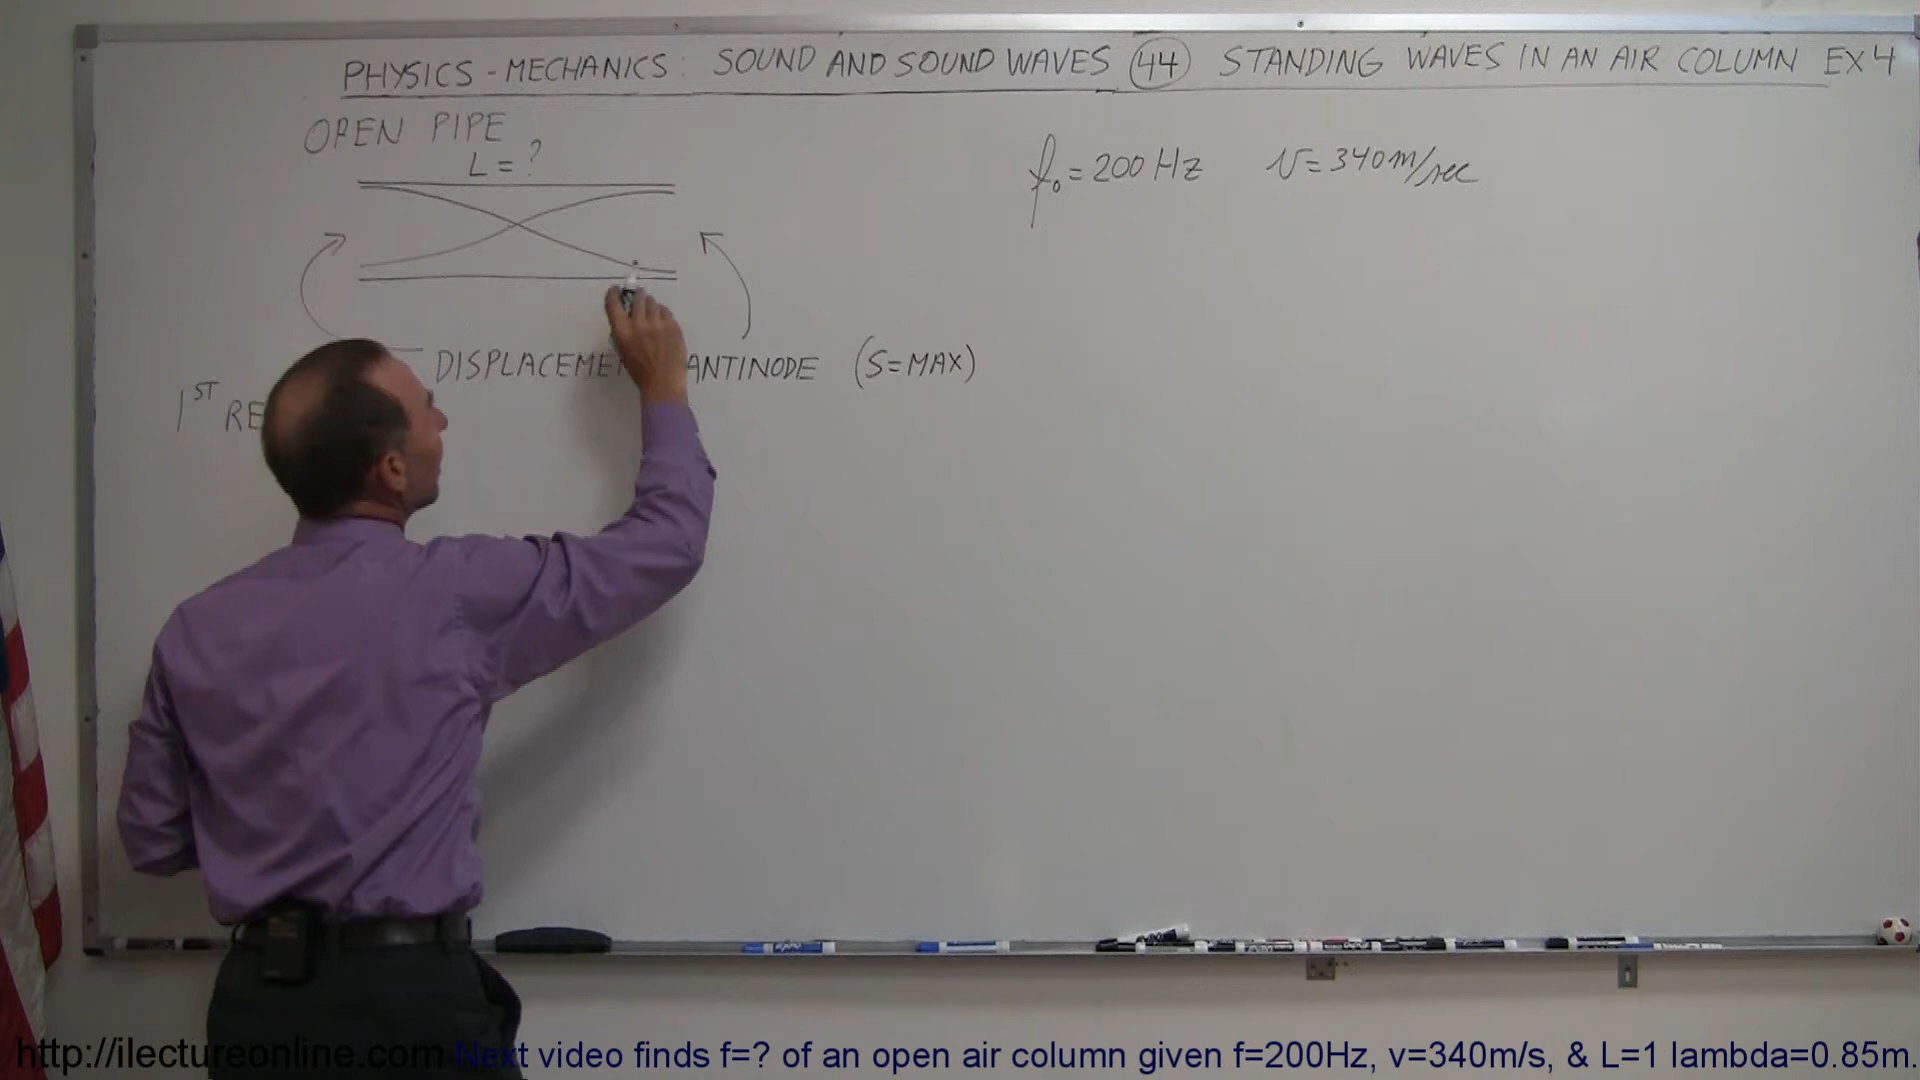 PHYSICS - MECHANICS: SOUND AND SOUND WAVES 44 STANDING WAVES IN AN AIR COLUMN EX 4
OPEN PIPE
L = ?
f₀ = 200 Hz v = 340 m/sec
DISPLACEMEN ANTINODE (S=MAX)
1ST RE
http://ilectureonline.com Next video finds f=? of an open air column given f=200Hz, v=340m/s, & L=1 lambda=0.85m.